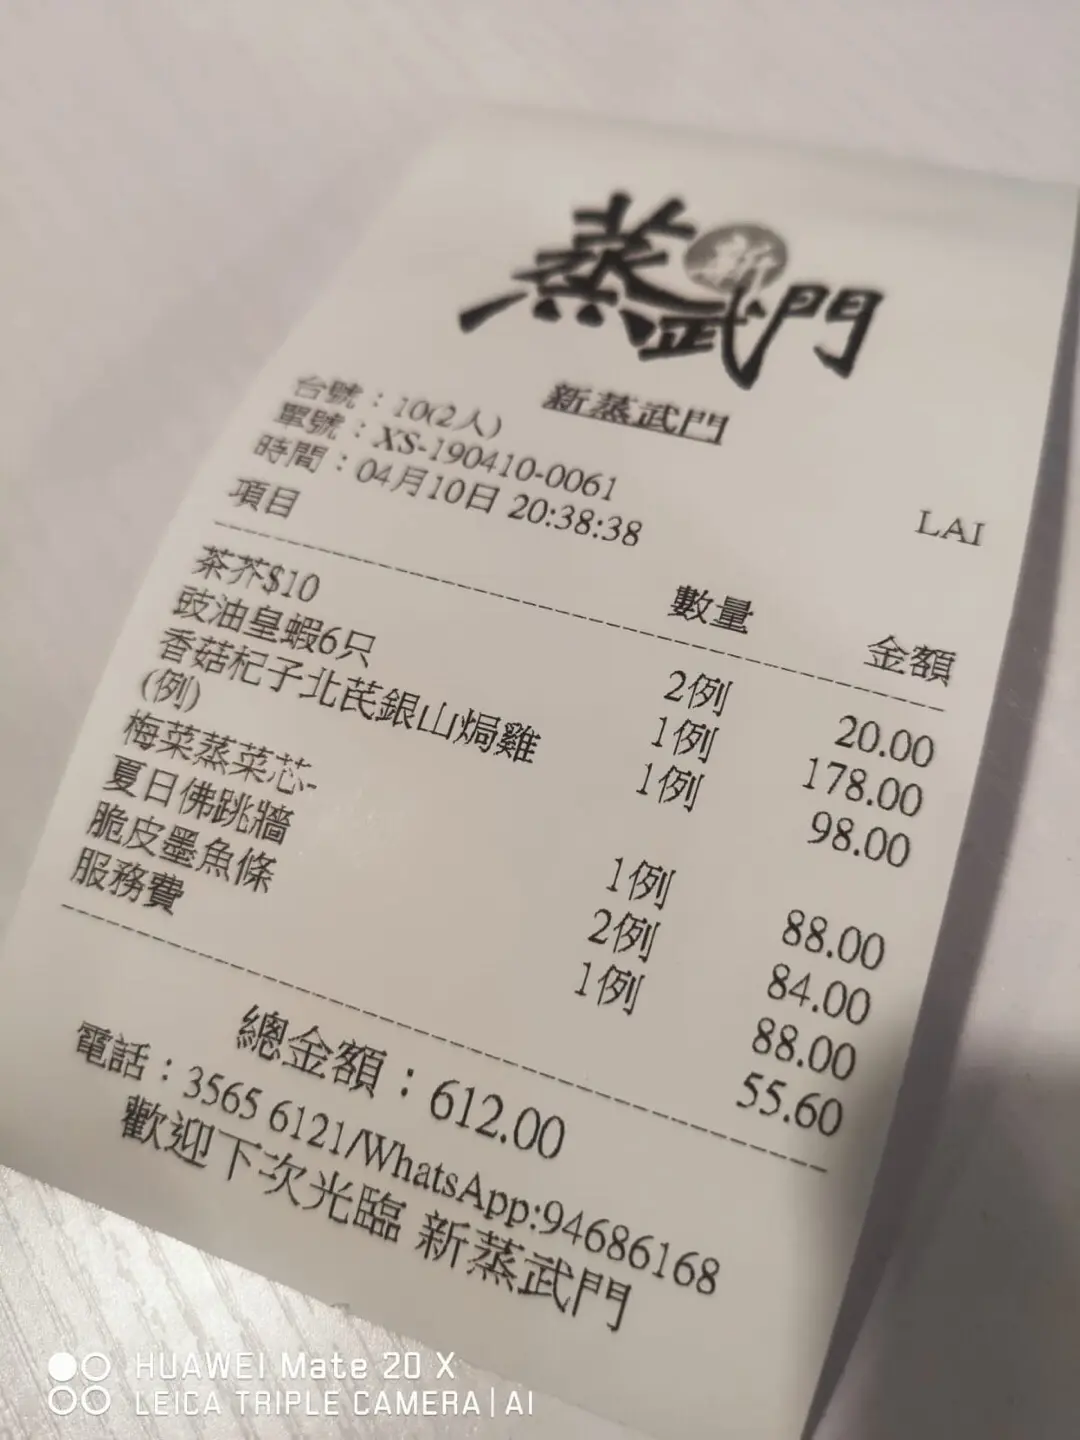 蒸新武門
新蒸武門
台號：10(2人)
單號：XS-190410-0061
時間：04月10日 20:38:38 LAI
項目 數量 金額
茶芥$10 2例 20.00
豉油皇蝦6只 1例 178.00
香菇杞子北芪銀山焗雞 1例 98.00
(例)
梅菜蒸菜芯- 1例 88.00
夏日佛跳牆 2例 84.00
脆皮墨魚條 1例 88.00
服務費 55.60
總金額：612.00
電話：3565 6121/WhatsApp:94686168
歡迎下次光臨 新蒸武門
HUAWEI Mate 20 X
LEICA TRIPLE CAMERA | AI